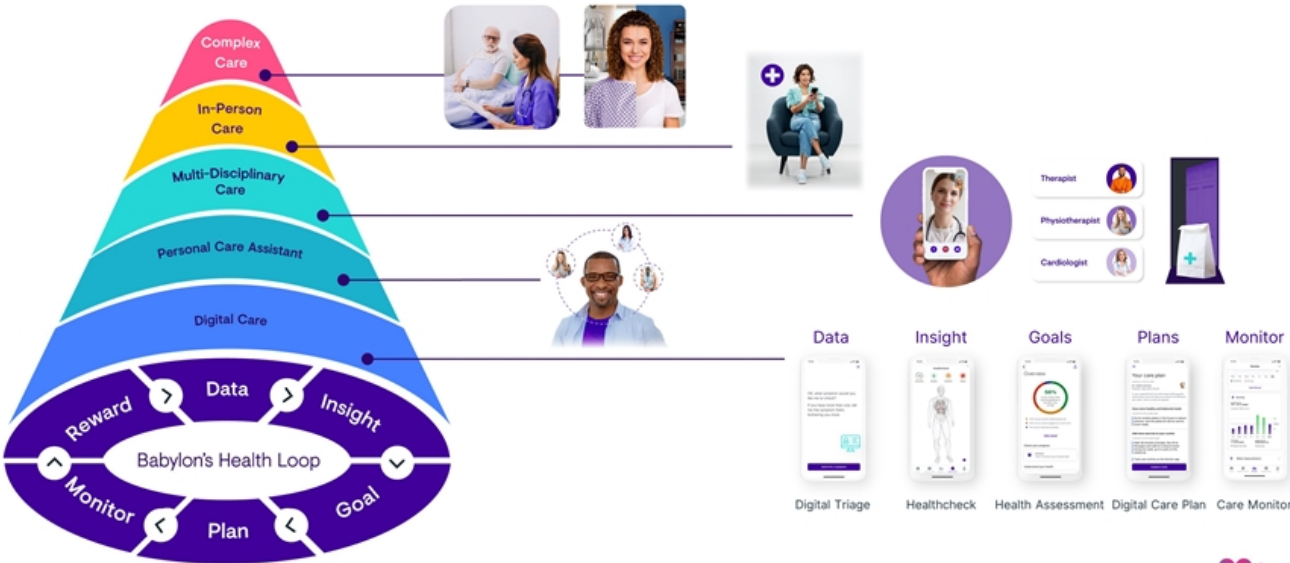 Complex
Care
In-Person
Care
Multi-Disciplinary
Care
Personal Care Assistant
Digital Care
Data
Insight
Goal
Plan
Monitor
Reward
Babylon's Health Loop
Therapist
Physiotherapist
Cardiologist
Data
Insight
Goals
Plans
Monitor
Overview
Your care plan
Digital Triage
Healthcheck
Health Assessment
Digital Care Plan
Care Monitor